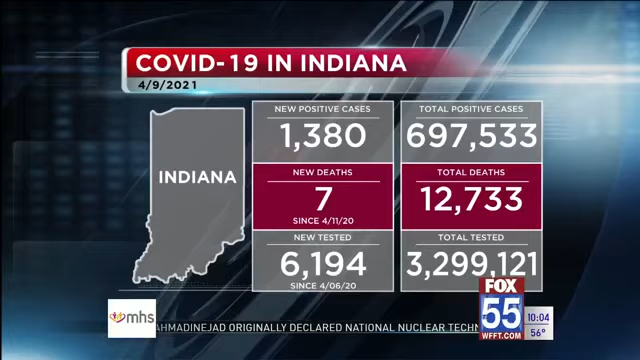 COVID-19 IN INDIANA
4/9/2021
INDIANA
NEW POSITIVE CASES
1,380
TOTAL POSITIVE CASES
697,533
NEW DEATHS
7
SINCE 4/11/20
TOTAL DEATHS
12,733
NEW TESTED
6,194
SINCE 4/06/20
TOTAL TESTED
3,299,121
FOX
55
WFFT.COM
10:04
56°
mhs
AHMADINEJAD ORIGINALLY DECLARED NATIONAL NUCLEAR TECHN